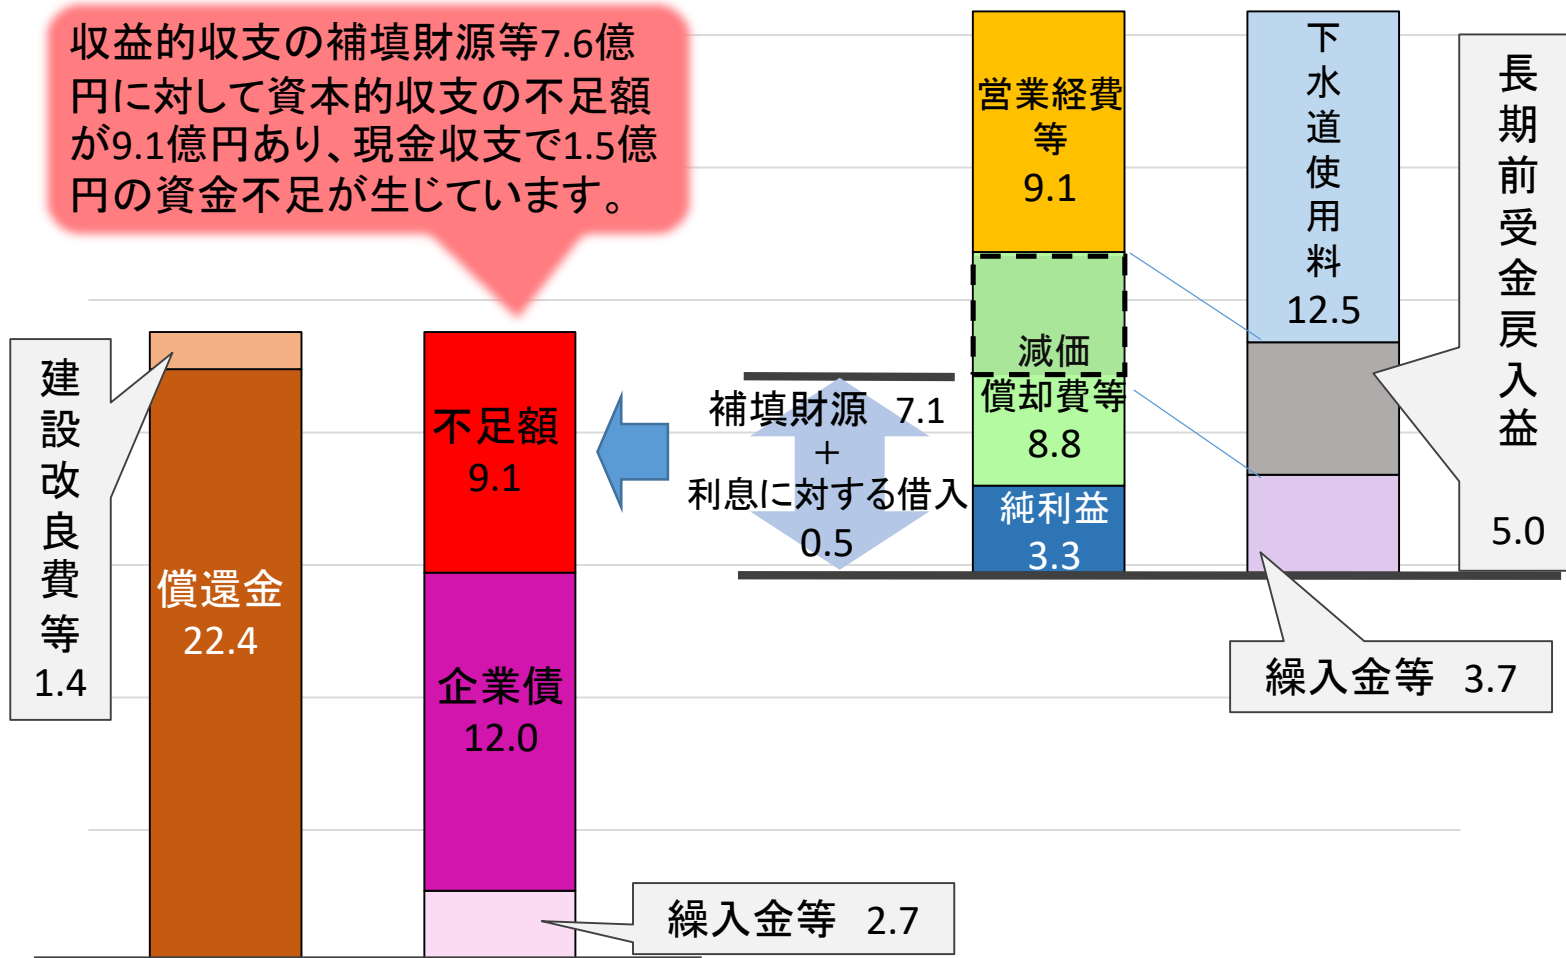 収益的収支の補填財源等7.6億
円に対して資本的収支の不足額
が9.1億円あり、現金収支で1.5億
円の資金不足が生じています。
建設改良費等
1.4
償還金
22.4
不足額
9.1
企業債
12.0
繰入金等 2.7
補填財源 7.1
+
利息に対する借入
0.5
営業経費
等
9.1
減価
償却費等
8.8
純利益
3.3
下水道使用料
12.5
長期前受金戻入益
5.0
繰入金等 3.7